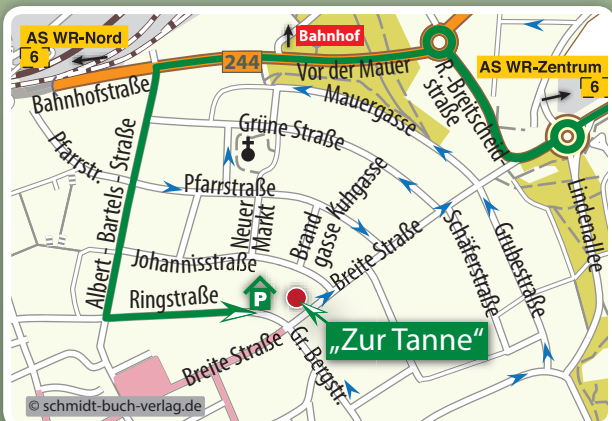 AS WR-Nord
6
Bahnhof
244
Vor der Mauer
AS WR-Zentrum
6
Bahnhofstraße
R.-Breitscheid
straße
Mauergasse
Grüne Straße
Pfarrstr.
Albert - Bartels - Straße
Pfarrstraße
Neuer
Markt
Brand
gasse
Kuhgasse
Breite Straße
Schäferstraße
Grubestraße
Lindenallee
Johannisstraße
Ringstraße
P
„Zur Tanne“
Breite Straße
Gr. Bergstr.
© schmidt-buch-verlag.de